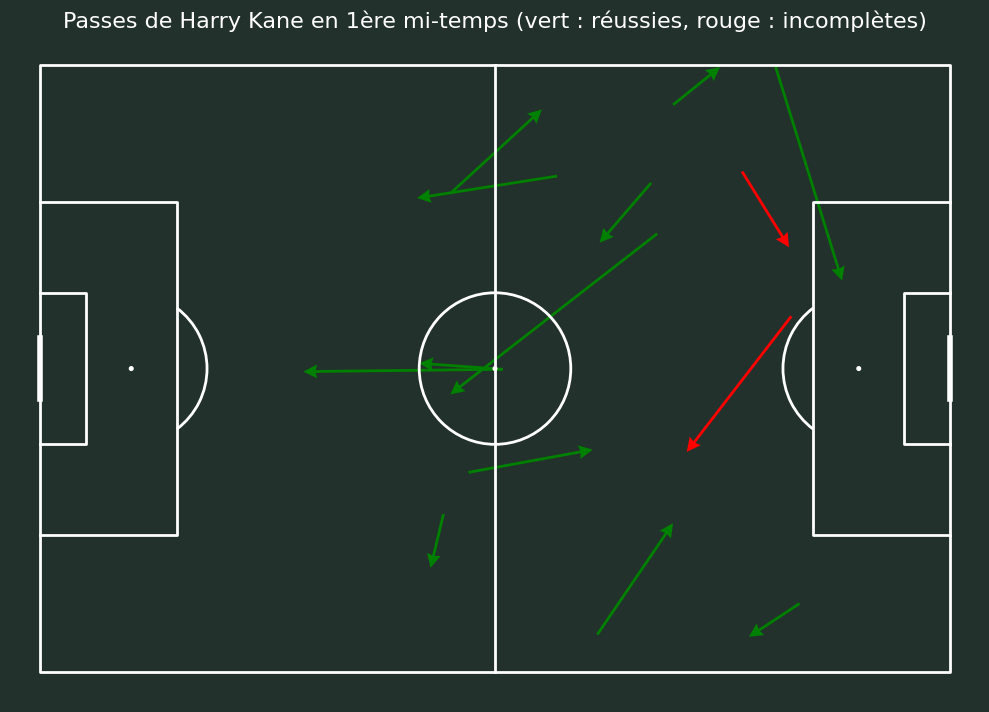 Passes de Harry Kane en 1ère mi-temps (vert : réussies, rouge : incomplètes)